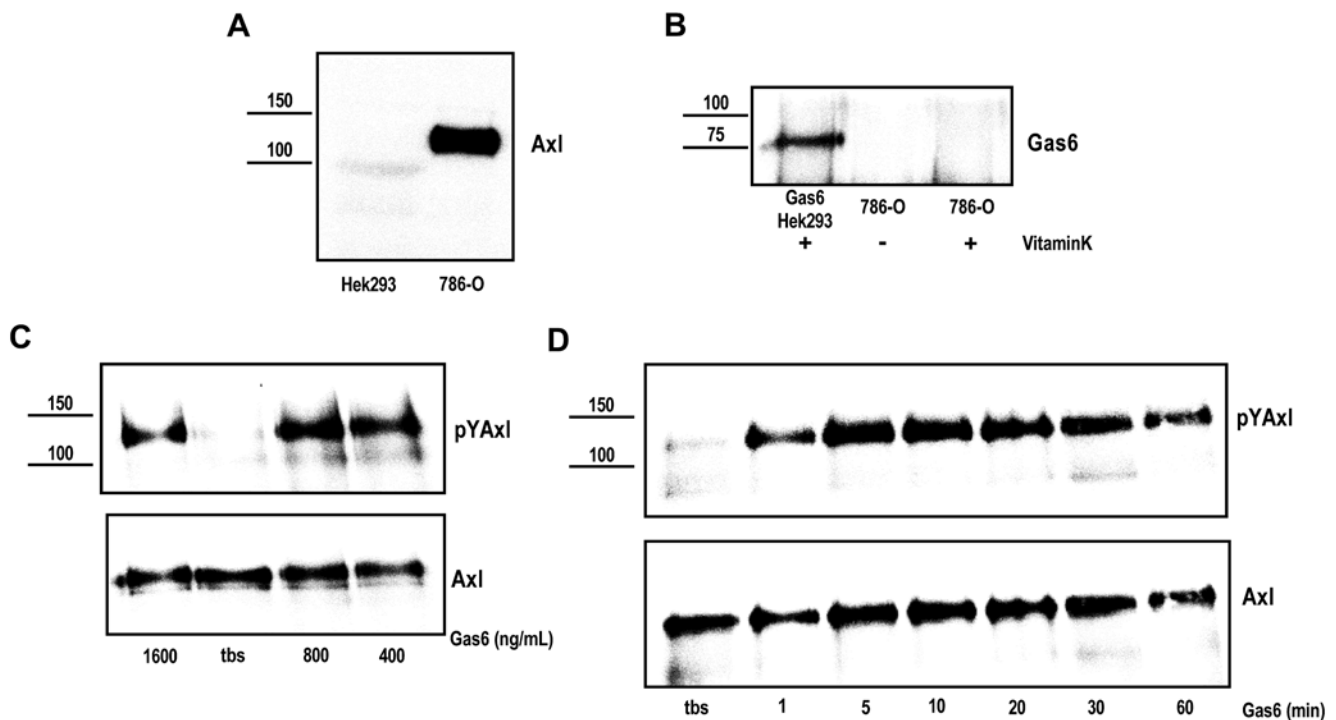 A
150
100
Axl
Hek293 786-O
B
100
75
Gas6
Gas6
Hek293 786-O 786-O
+ - + VitaminK
C
150
100
pYAxl
Axl
Gas6 (ng/mL)
1600 tbs 800 400
D
150
100
pYAxl
Axl
tbs 1 5 10 20 30 60 Gas6 (min)